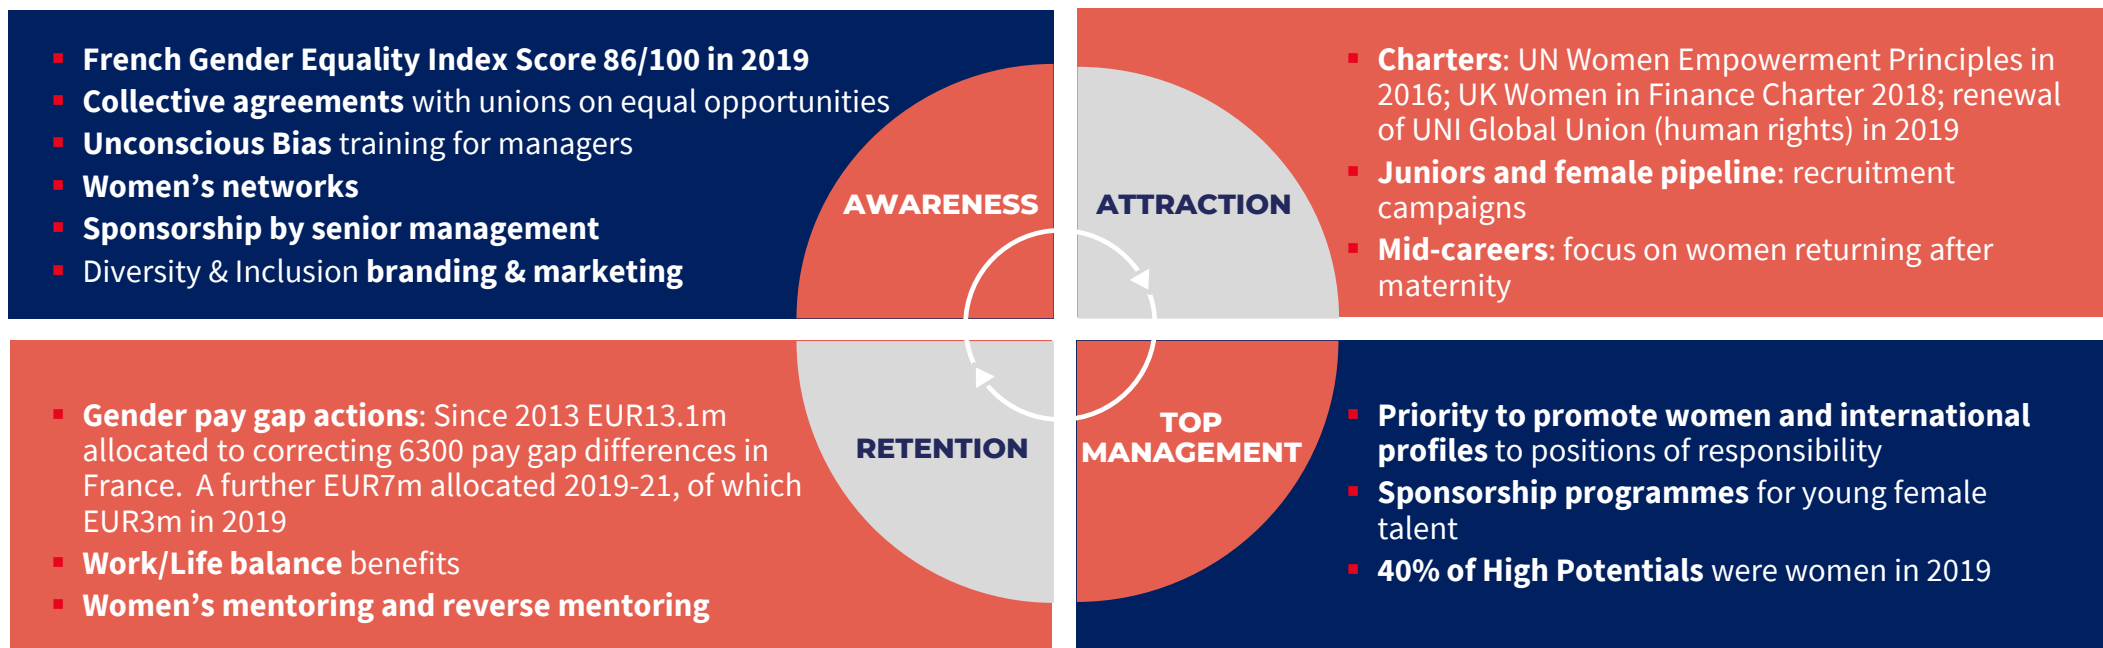 French Gender Equality Index Score 86/100 in 2019
Collective agreements with unions on equal opportunities
Unconscious Bias training for managers
Women's networks
Sponsorship by senior management
Diversity & Inclusion branding & marketing
AWARENESS
ATTRACTION
Charters: UN Women Empowerment Principles in
2016; UK Women in Finance Charter 2018; renewal
of UNI Global Union (human rights) in 2019
Juniors and female pipeline: recruitment
campaigns
Mid-careers: focus on women returning after
maternity
Gender pay gap actions: Since 2013 EUR13.1m
allocated to correcting 6300 pay gap differences in
France.  A further EUR7m allocated 2019-21, of which
EUR3m in 2019
Work/Life balance benefits
Women's mentoring and reverse mentoring
RETENTION
TOP
MANAGEMENT
Priority to promote women and international
profiles to positions of responsibility
Sponsorship programmes for young female
talent
40% of High Potentials were women in 2019